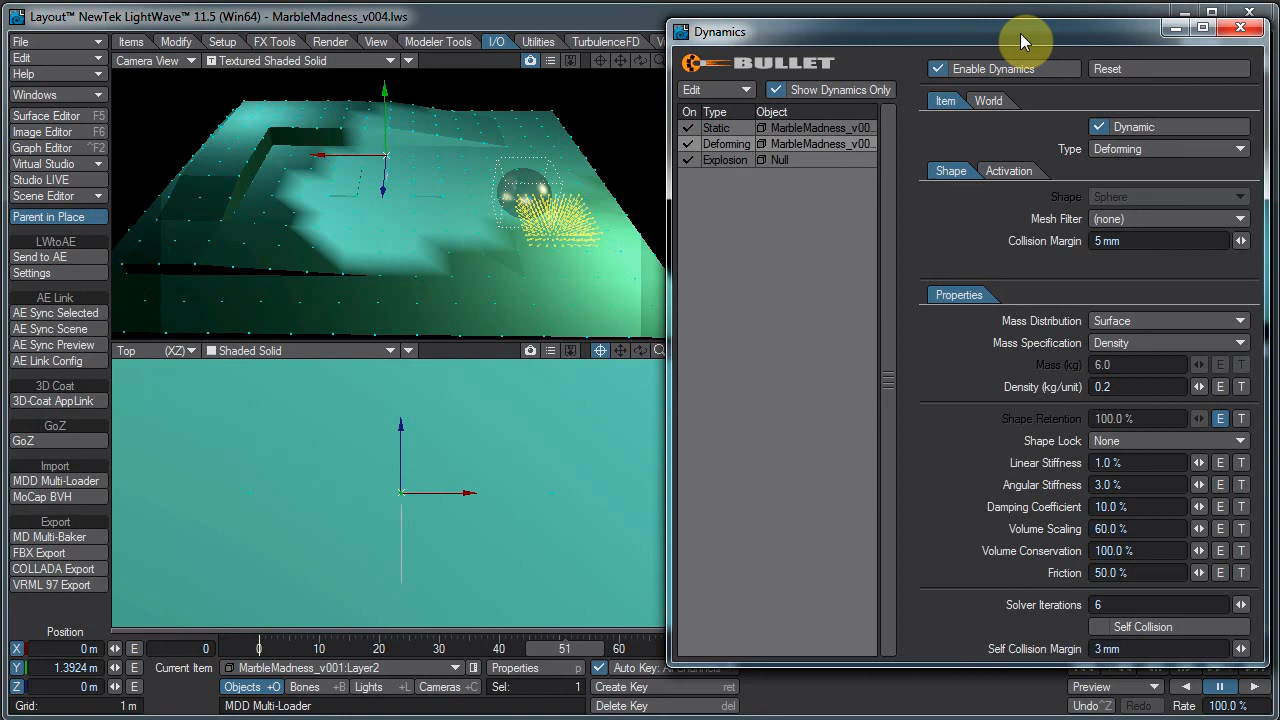 Layout™ NewTek LightWave™ 11.5 (Win64) - MarbleMadness_v004.lws
File
Edit
Help
Windows
Surface Editor F5
Image Editor F6
Graph Editor ^F2
Virtual Studio
Studio LIVE
Scene Editor
Parent in Place
LWtoAE
Send to AE
Settings
AE Link
AE Sync Selected
AE Sync Scene
AE Sync Preview
AE Link Config
3D Coat
3D-Coat AppLink
GoZ
GoZ
Import
MDD Multi-Loader
MoCap BVH
Export
MD Multi-Baker
FBX Export
COLLADA Export
VRML 97 Export
Items Modify Setup FX Tools Render View Modeler Tools I/O Utilities TurbulenceFD
Camera View Textured Shaded Solid
Top (XZ) Shaded Solid
Dynamics
BULLET
Edit Show Dynamics Only
On Type Object
Static MarbleMadness_v00...
Deforming MarbleMadness_v00...
Explosion Null
Enable Dynamics Reset
Item World
Dynamic
Type Deforming
Shape Activation
Shape Sphere
Mesh Filter (none)
Collision Margin 5 mm
Properties
Mass Distribution Surface
Mass Specification Density
Mass (kg) 6.0 E T
Density (kg/unit) 0.2 E T
Shape Retention 100.0 % E T
Shape Lock None
Linear Stiffness 1.0 % E T
Angular Stiffness 3.0 % E T
Damping Coefficient 10.0 % E T
Volume Scaling 60.0 % E T
Volume Conservation 100.0 % E T
Friction 50.0 % E T
Solver Iterations 6
Self Collision
Self Collision Margin 3 mm
Position
X 0 m E 0 0 10 20 30 40 51 60
Y 1.3924 m E Current Item MarbleMadness_v001:Layer2 Properties p Auto Key:
Z 0 m E Objects +O Bones +B Lights +L Cameras +C Sel: 1 Create Key ret Preview
Grid: 1 m MDD Multi-Loader Delete Key del Undo ^Z Redo Rate 100.0 %